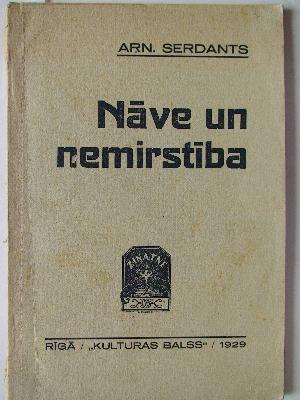 ARN. SERDANTS
Nāve un
nemirstība
ZINATNE
RĪGĀ / „KULTURAS BALSS" / 1929